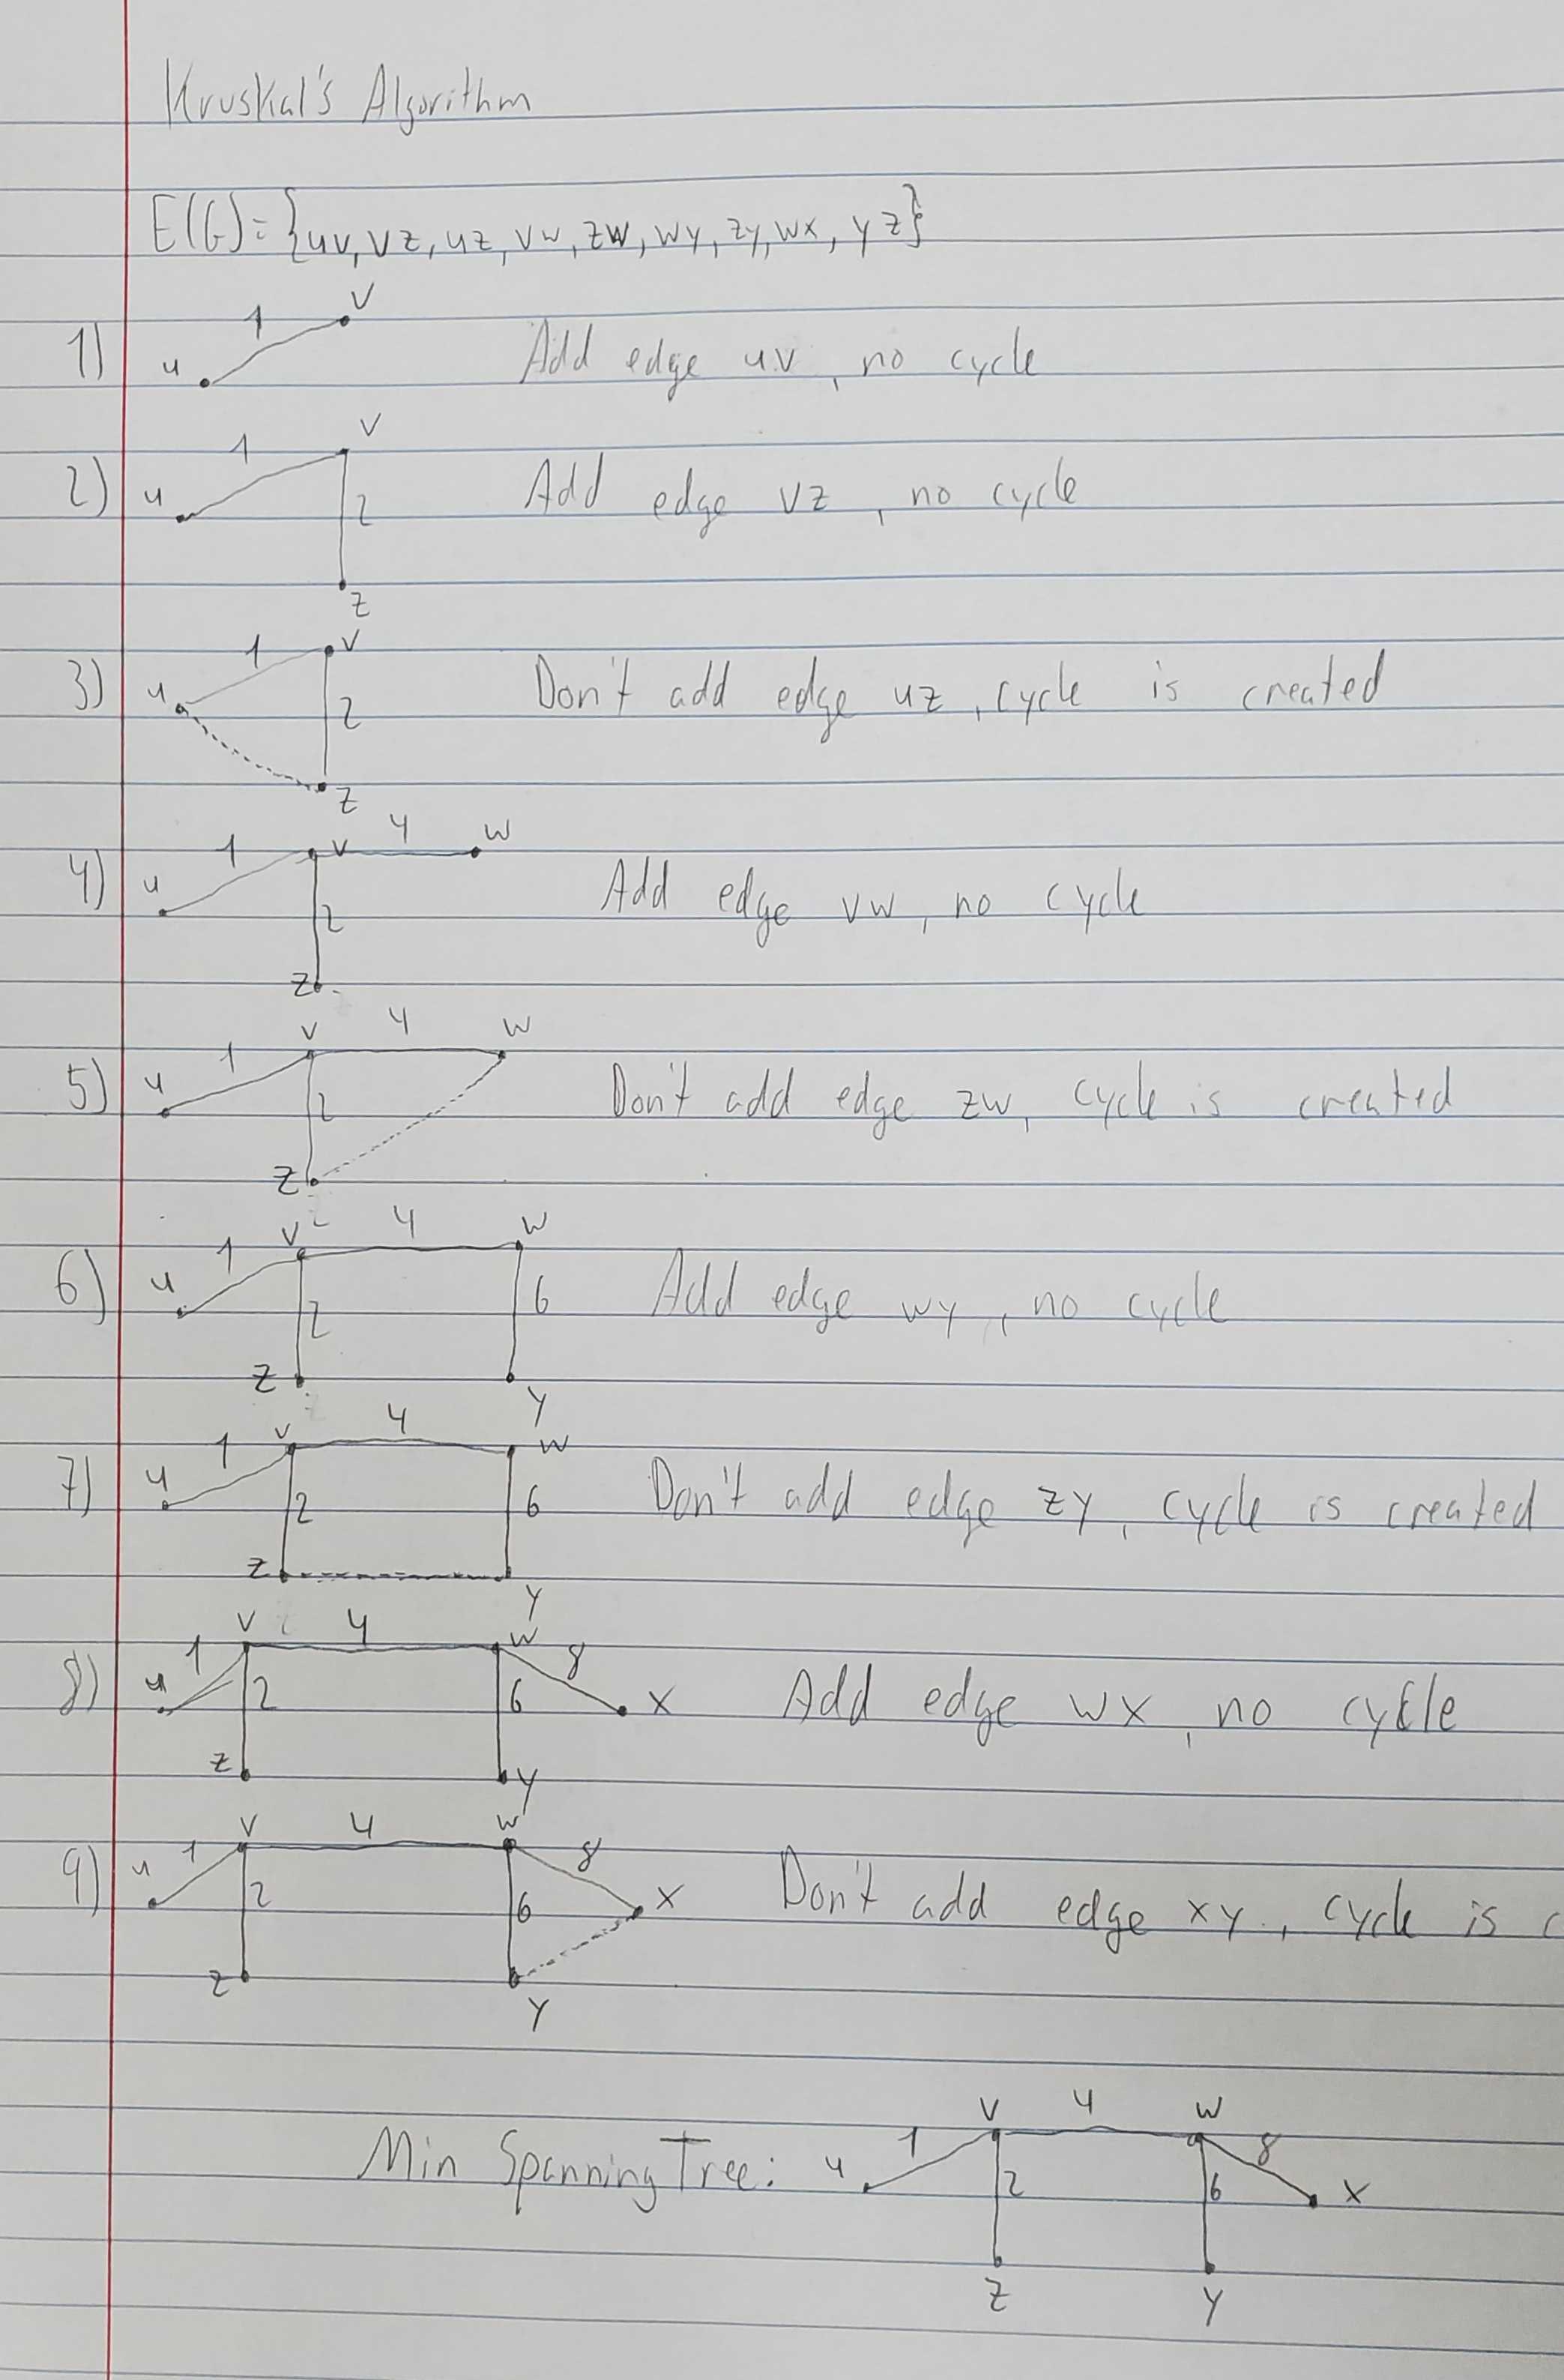 Kruskal's Algorithm
E(G)={uv, vz, uz, vw, zw, wy, zy, wx, yz}
1) u 1 v Add edge uv, no cycle
2) u 1 v 2 z Add edge vz, no cycle
3) u 1 v 2 z Don't add edge uz, cycle is created
4) u 1 v 4 w 2 z Add edge vw, no cycle
5) u 1 v 4 w 2 z Don't add edge zw, cycle is created
6) u 1 v 4 w 2 6 z y Add edge wy, no cycle
7) u 1 v 4 w 2 6 z y Don't add edge zy, cycle is created
8) u 1 v 4 w 8 2 6 x z y Add edge wx, no cycle
9) u 1 v 4 w 8 2 6 x z y Don't add edge xy, cycle is c
Min Spanning Tree: u 1 v 4 w 8 2 6 x z y